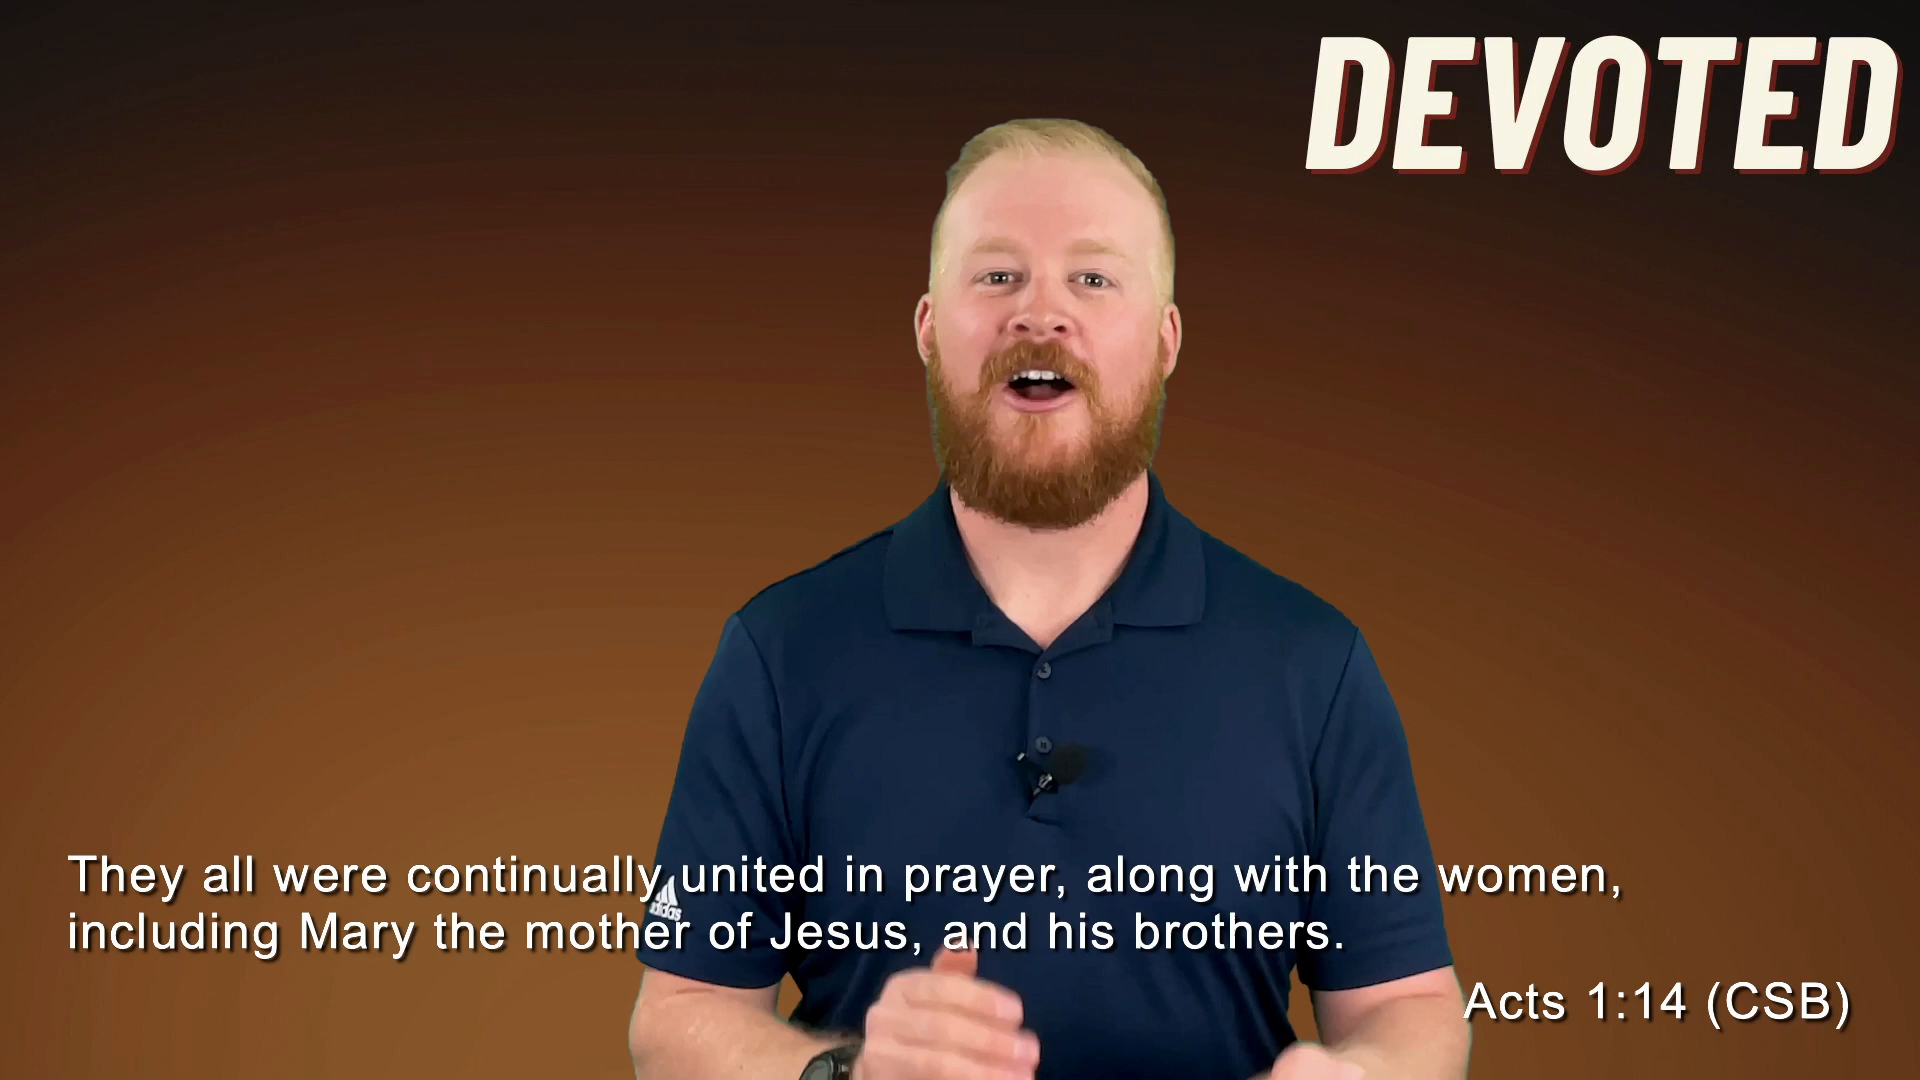 DEVOTED
They all were continually united in prayer, along with the women,
adidas
including Mary the mother of Jesus, and his brothers.
Acts 1:14 (CSB)